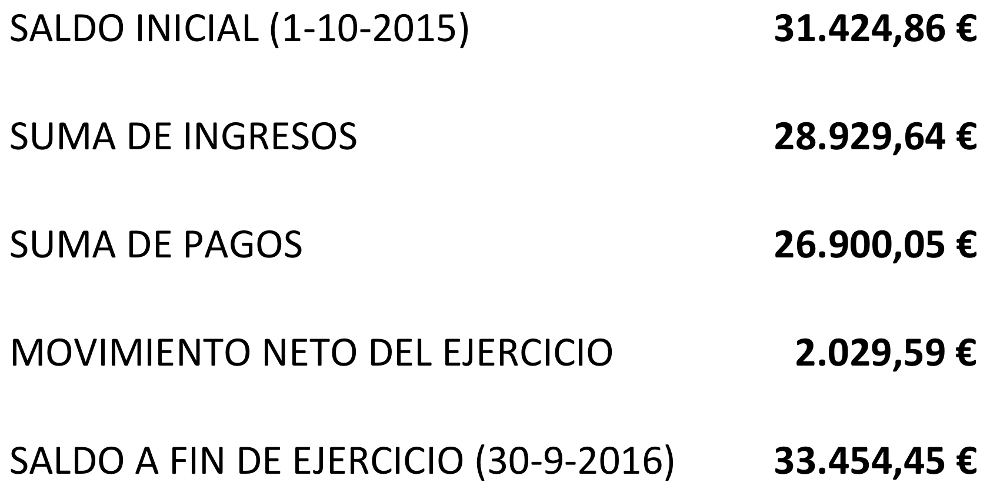 SALDO INICIAL (1-10-2015) 31.424,86 €
SUMA DE INGRESOS 28.929,64 €
SUMA DE PAGOS 26.900,05 €
MOVIMIENTO NETO DEL EJERCICIO 2.029,59 €
SALDO A FIN DE EJERCICIO (30-9-2016) 33.454,45 €